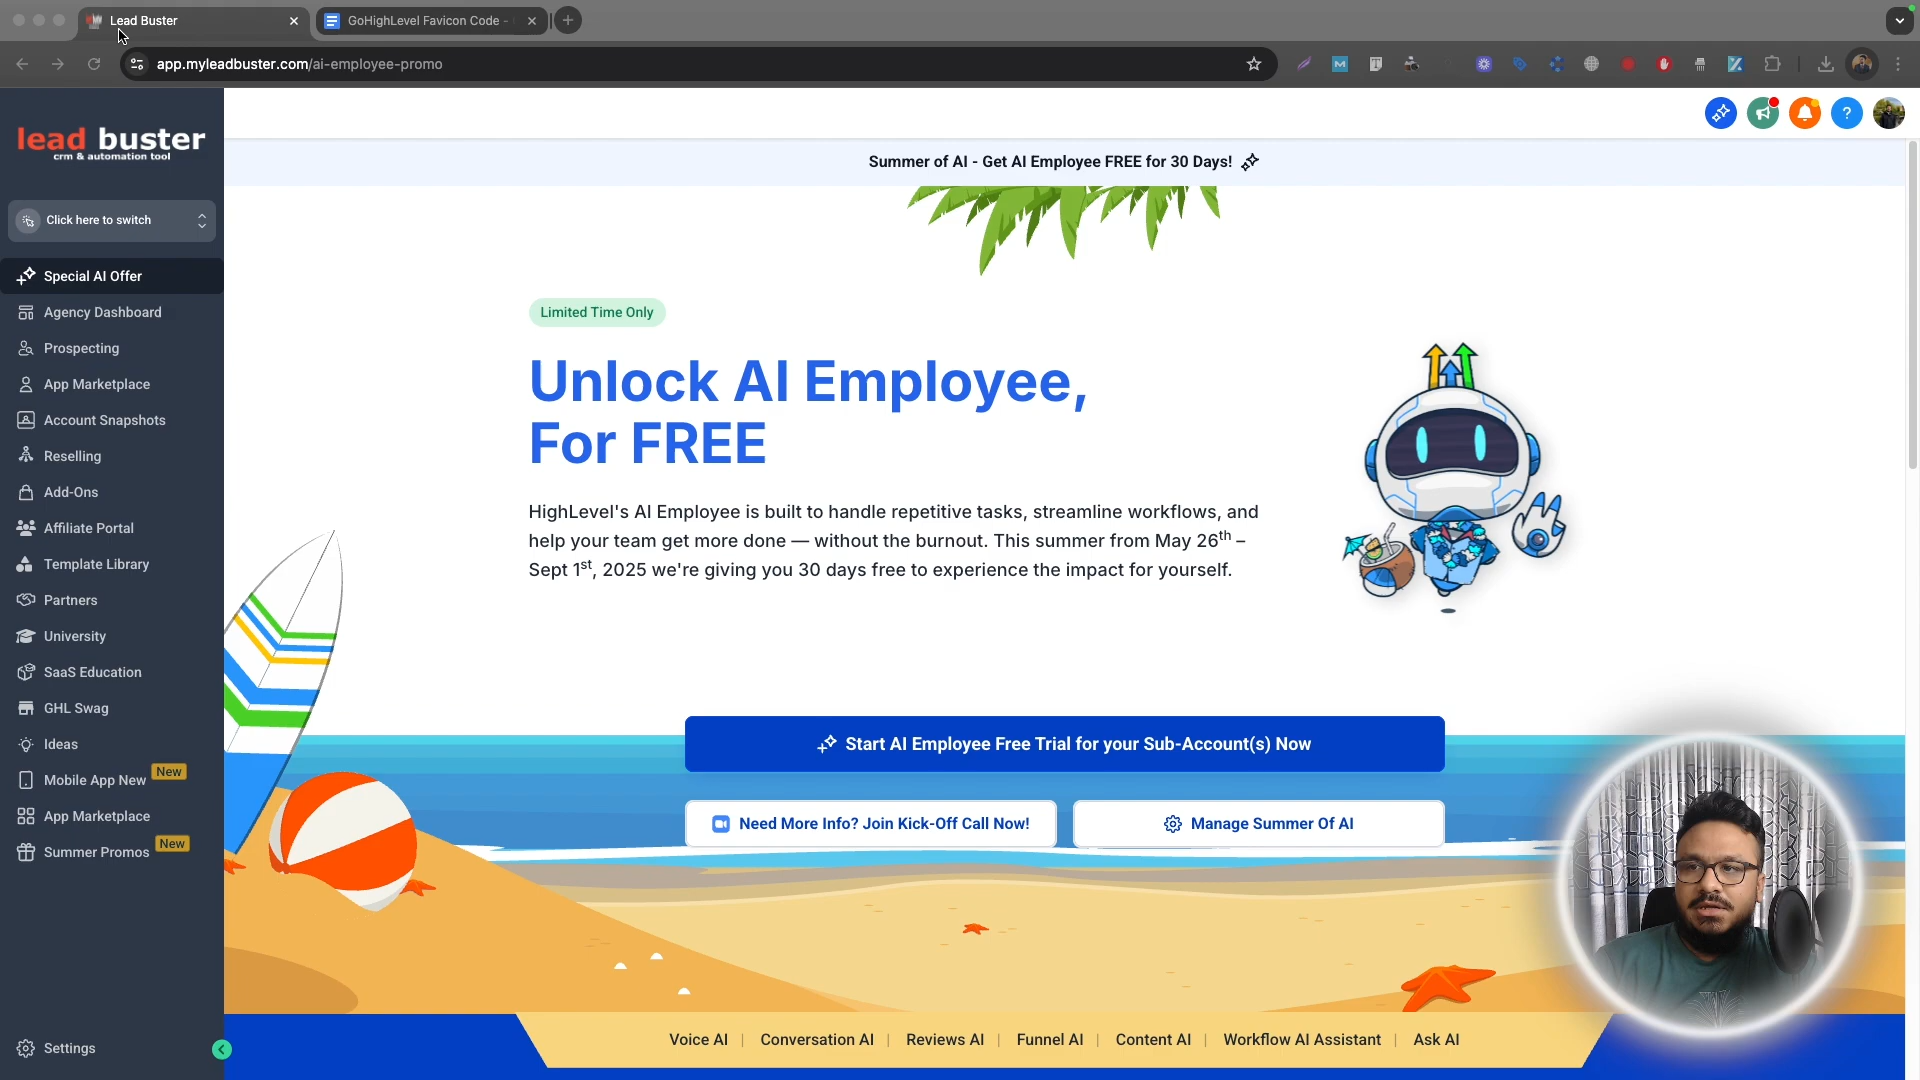 Lead Buster
GoHighLevel Favicon Code -
app.myleadbuster.com/ai-employee-promo
lead buster
crm & automation tool
Click here to switch
Special AI Offer
Agency Dashboard
Prospecting
App Marketplace
Account Snapshots
Reselling
Add-Ons
Affiliate Portal
Template Library
Partners
University
SaaS Education
GHL Swag
Ideas
Mobile App New New
App Marketplace
Summer Promos New
Settings
Summer of AI - Get AI Employee FREE for 30 Days!
Limited Time Only
Unlock AI Employee,
For FREE
HighLevel's AI Employee is built to handle repetitive tasks, streamline workflows, and
help your team get more done — without the burnout. This summer from May 26th –
Sept 1st, 2025 we're giving you 30 days free to experience the impact for yourself.
Start AI Employee Free Trial for your Sub-Account(s) Now
Need More Info? Join Kick-Off Call Now!
Manage Summer Of AI
Voice AI | Conversation AI | Reviews AI | Funnel AI | Content AI | Workflow AI Assistant | Ask AI